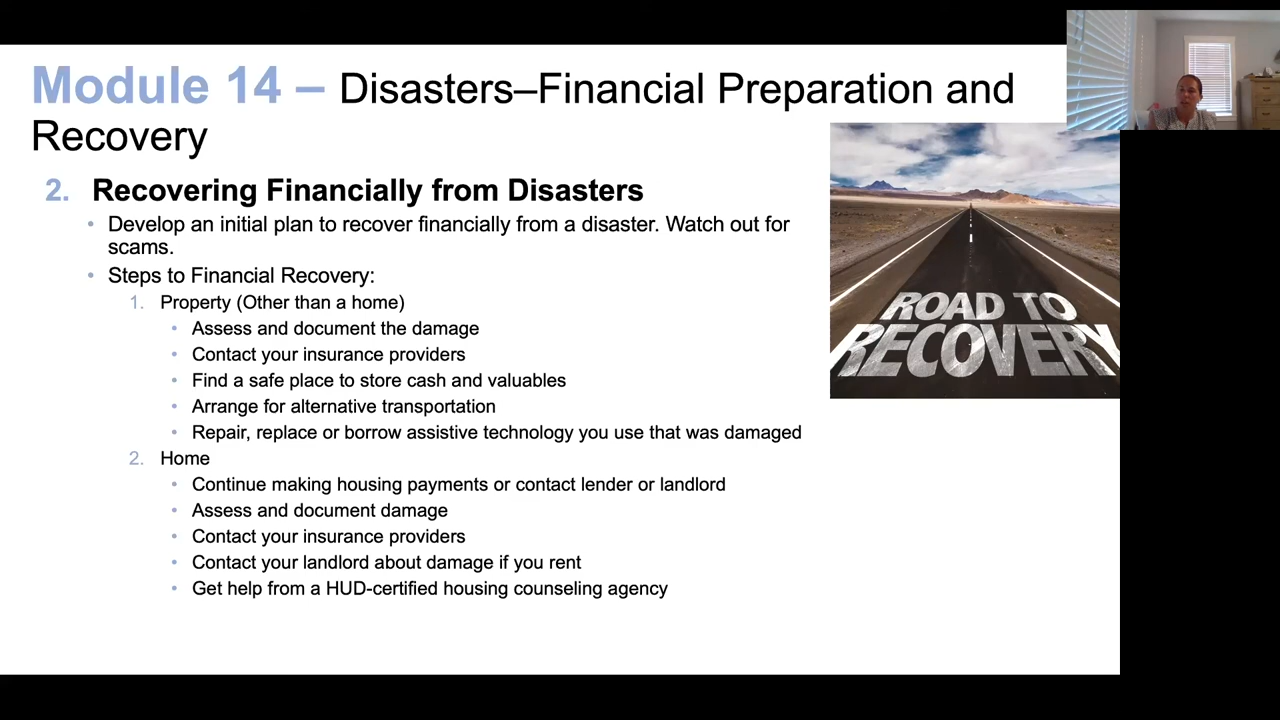 Module 14 – Disasters–Financial Preparation and
Recovery
2. Recovering Financially from Disasters
• Develop an initial plan to recover financially from a disaster. Watch out for
scams.
• Steps to Financial Recovery:
1. Property (Other than a home)
• Assess and document the damage
• Contact your insurance providers
• Find a safe place to store cash and valuables
• Arrange for alternative transportation
• Repair, replace or borrow assistive technology you use that was damaged
2. Home
• Continue making housing payments or contact lender or landlord
• Assess and document damage
• Contact your insurance providers
• Contact your landlord about damage if you rent
• Get help from a HUD-certified housing counseling agency
ROAD TO
RECOVERY